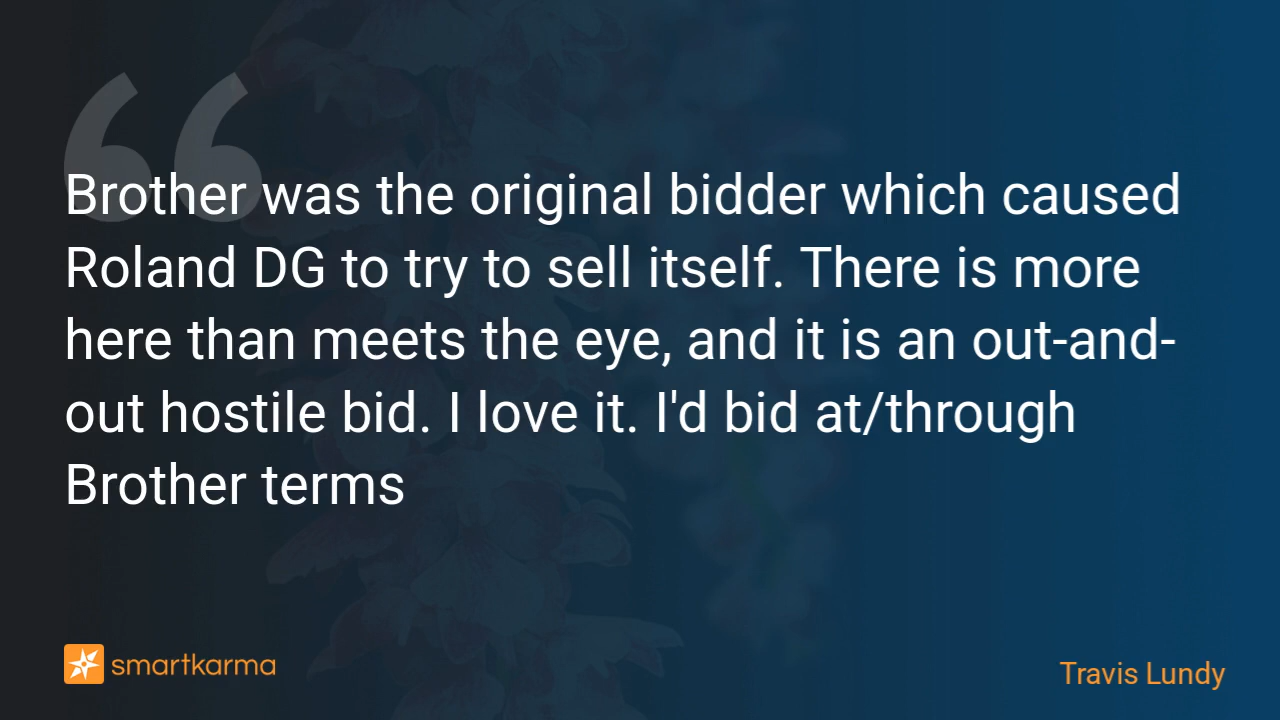 Brother was the original bidder which caused
Roland DG to try to sell itself. There is more
here than meets the eye, and it is an out-and-
out hostile bid. I love it. I'd bid at/through
Brother terms
smartkarma
Travis Lundy